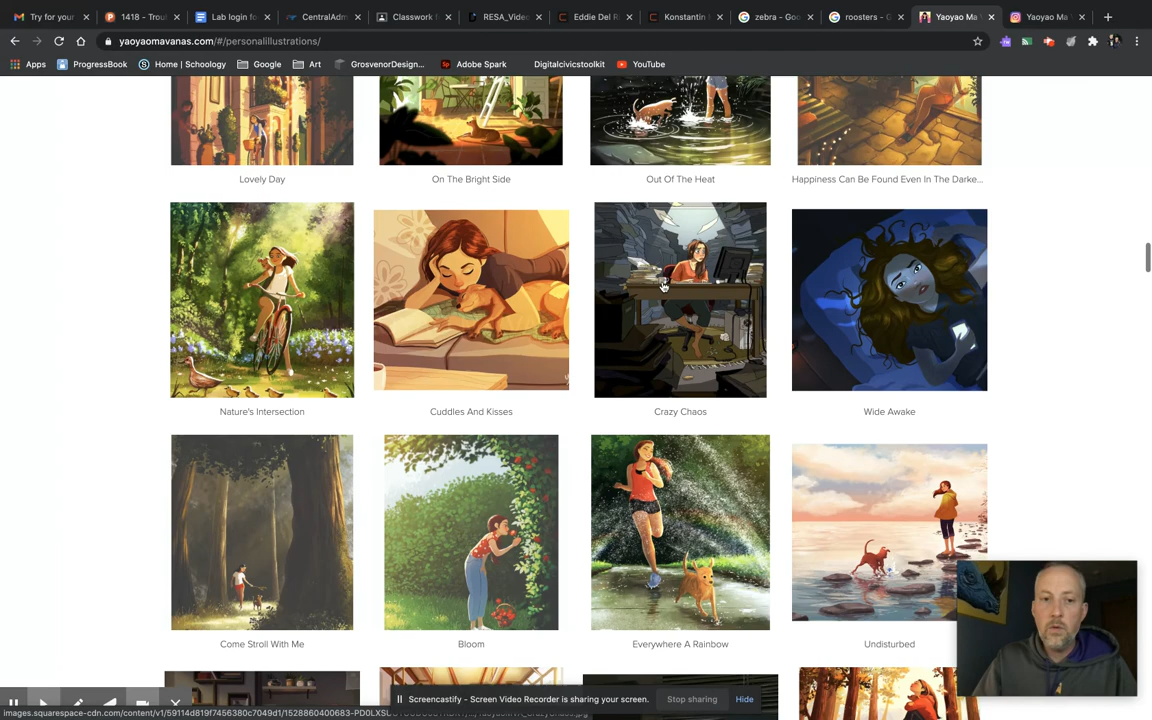 Try for your
1418 - Trou
Lab login fo
CentralAdm
Classwork f
RESA_Video
Eddie Del R
Konstantin
zebra - Goo
roosters - G
Yaoyao Ma V
Yaoyao Ma V
yaoyaomavanas.com/#/personalillustrations/
Apps
ProgressBook
Home | Schoology
Google
Art
GrosvenorDesign...
Adobe Spark
Digitalcivicstoolkit
YouTube
Lovely Day
On The Bright Side
Out Of The Heat
Happiness Can Be Found Even In The Darke...
Nature's Intersection
Cuddles And Kisses
Crazy Chaos
Wide Awake
Come Stroll With Me
Bloom
Everywhere A Rainbow
Undisturbed
Screencastify - Screen Video Recorder is sharing your screen.
Stop sharing
Hide